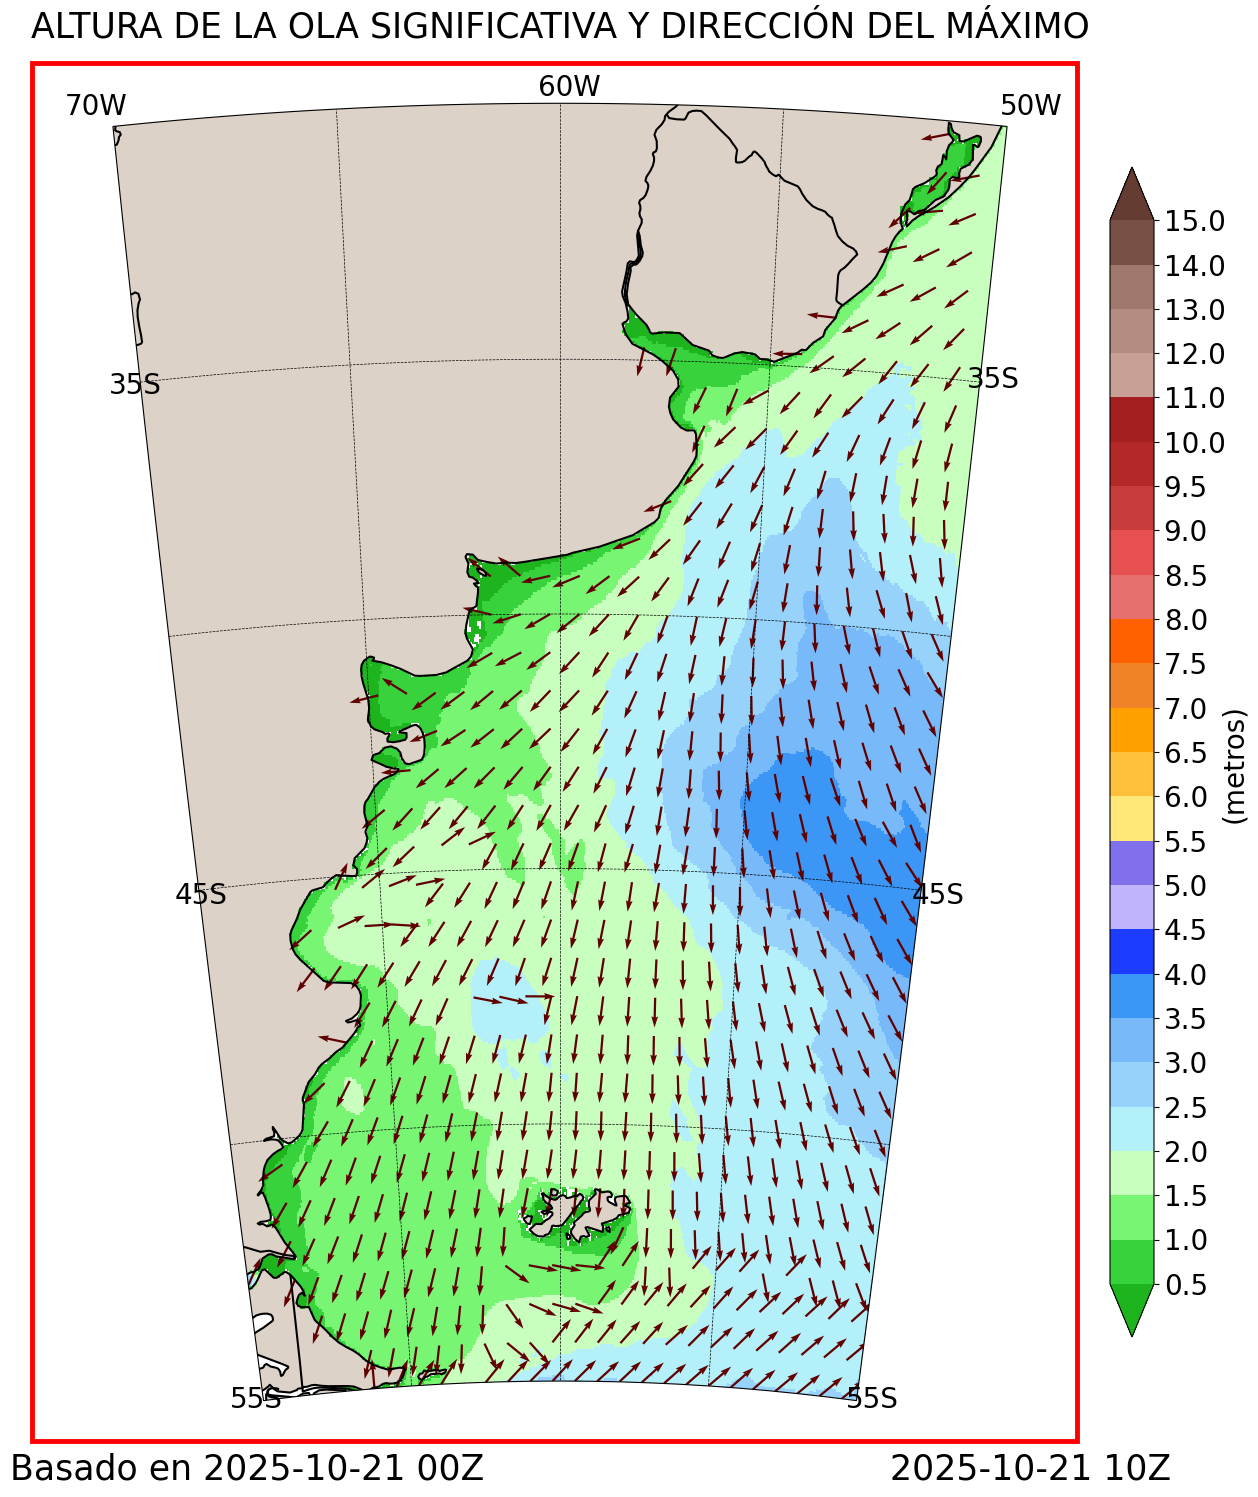 ALTURA DE LA OLA SIGNIFICATIVA Y DIRECCIÓN DEL MÁXIMO
70W
60W
50W
35S
35S
45S
45S
55S
55S
15.0
14.0
13.0
12.0
11.0
10.0
9.5
9.0
8.5
8.0
7.5
7.0
6.5
6.0
5.5
5.0
4.5
4.0
3.5
3.0
2.5
2.0
1.5
1.0
0.5
(metros)
Basado en 2025-10-21 00Z
2025-10-21 10Z